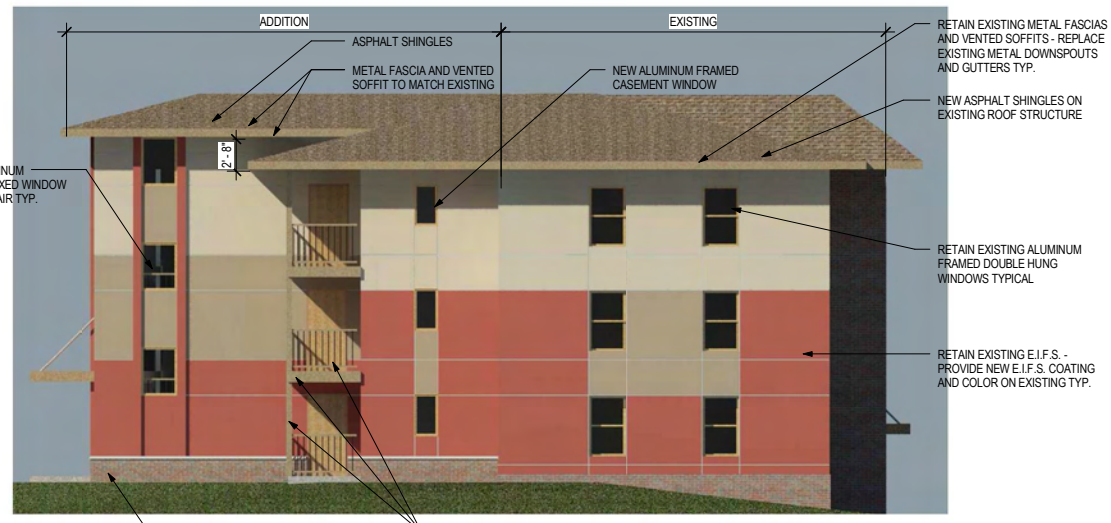 ADDITION
EXISTING
ASPHALT SHINGLES
METAL FASCIA AND VENTED
SOFFIT TO MATCH EXISTING
NEW ALUMINUM FRAMED
CASEMENT WINDOW
RETAIN EXISTING METAL FASCIAS
AND VENTED SOFFITS - REPLACE
EXISTING METAL DOWNSPOUTS
AND GUTTERS TYP.
NEW ASPHALT SHINGLES ON
EXISTING ROOF STRUCTURE
2' - 8"
WINDOW
TYP.
RETAIN EXISTING ALUMINUM
FRAMED DOUBLE HUNG
WINDOWS TYPICAL
RETAIN EXISTING E.I.F.S. -
PROVIDE NEW E.I.F.S. COATING
AND COLOR ON EXISTING TYP.